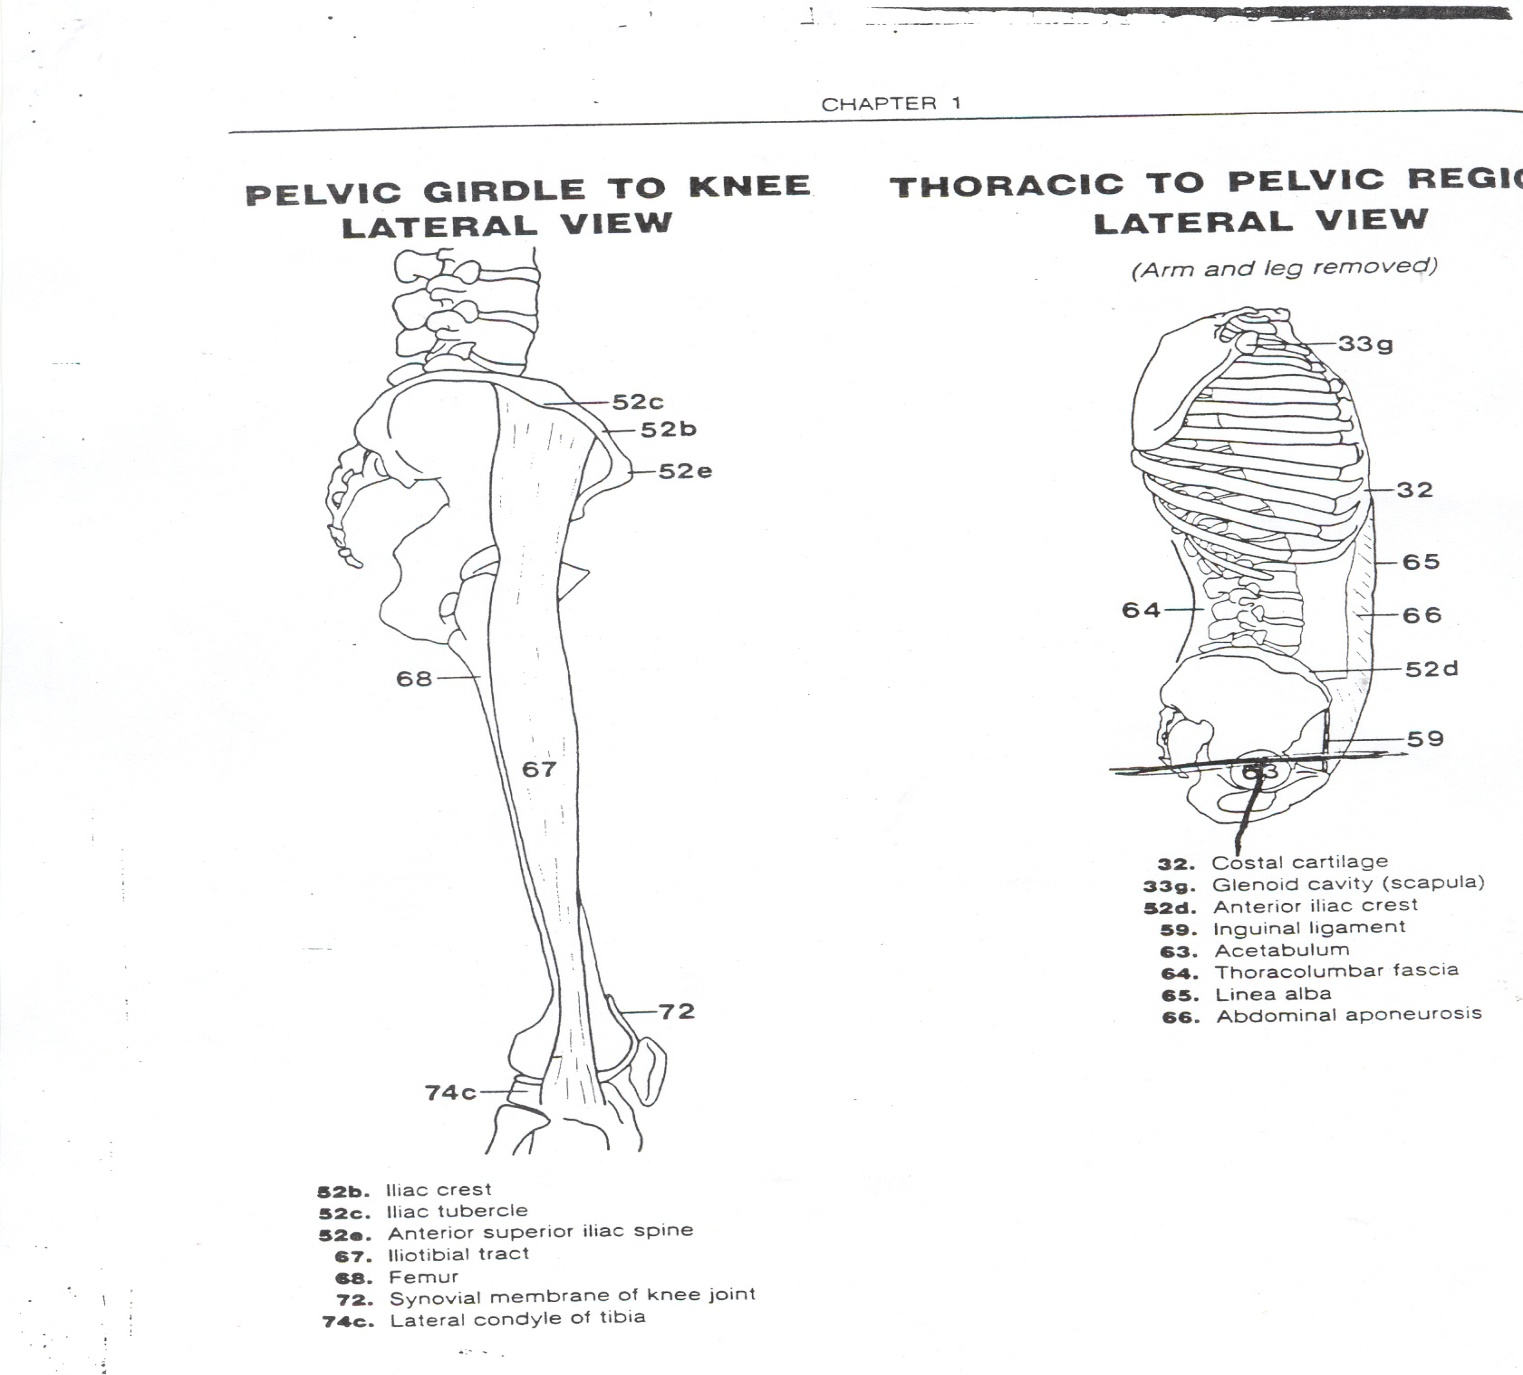 CHAPTER 1
PELVIC GIRDLE TO KNEE
LATERAL VIEW
52c
52b
52e
68
67
72
74c
52b. Iliac crest
52c. Iliac tubercle
52e. Anterior superior iliac spine
67. Iliotibial tract
68. Femur
72. Synovial membrane of knee joint
74c. Lateral condyle of tibia
THORACIC TO PELVIC
LATERAL VIEW
(Arm and leg removed)
33g
32
65
64
66
52d
59
63
32. Costal cartilage
33g. Glenoid cavity (scapula)
52d. Anterior iliac crest
59. Inguinal ligament
63. Acetabulum
64. Thoracolumbar fascia
65. Linea alba
66. Abdominal aponeurosis